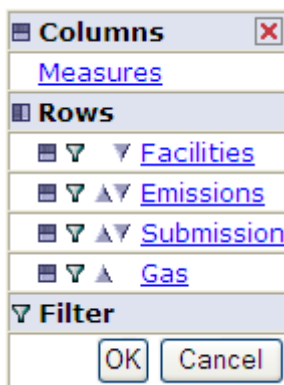 Columns
Measures
Rows
Facilities
Emissions
Submission
Gas
Filter
OK Cancel